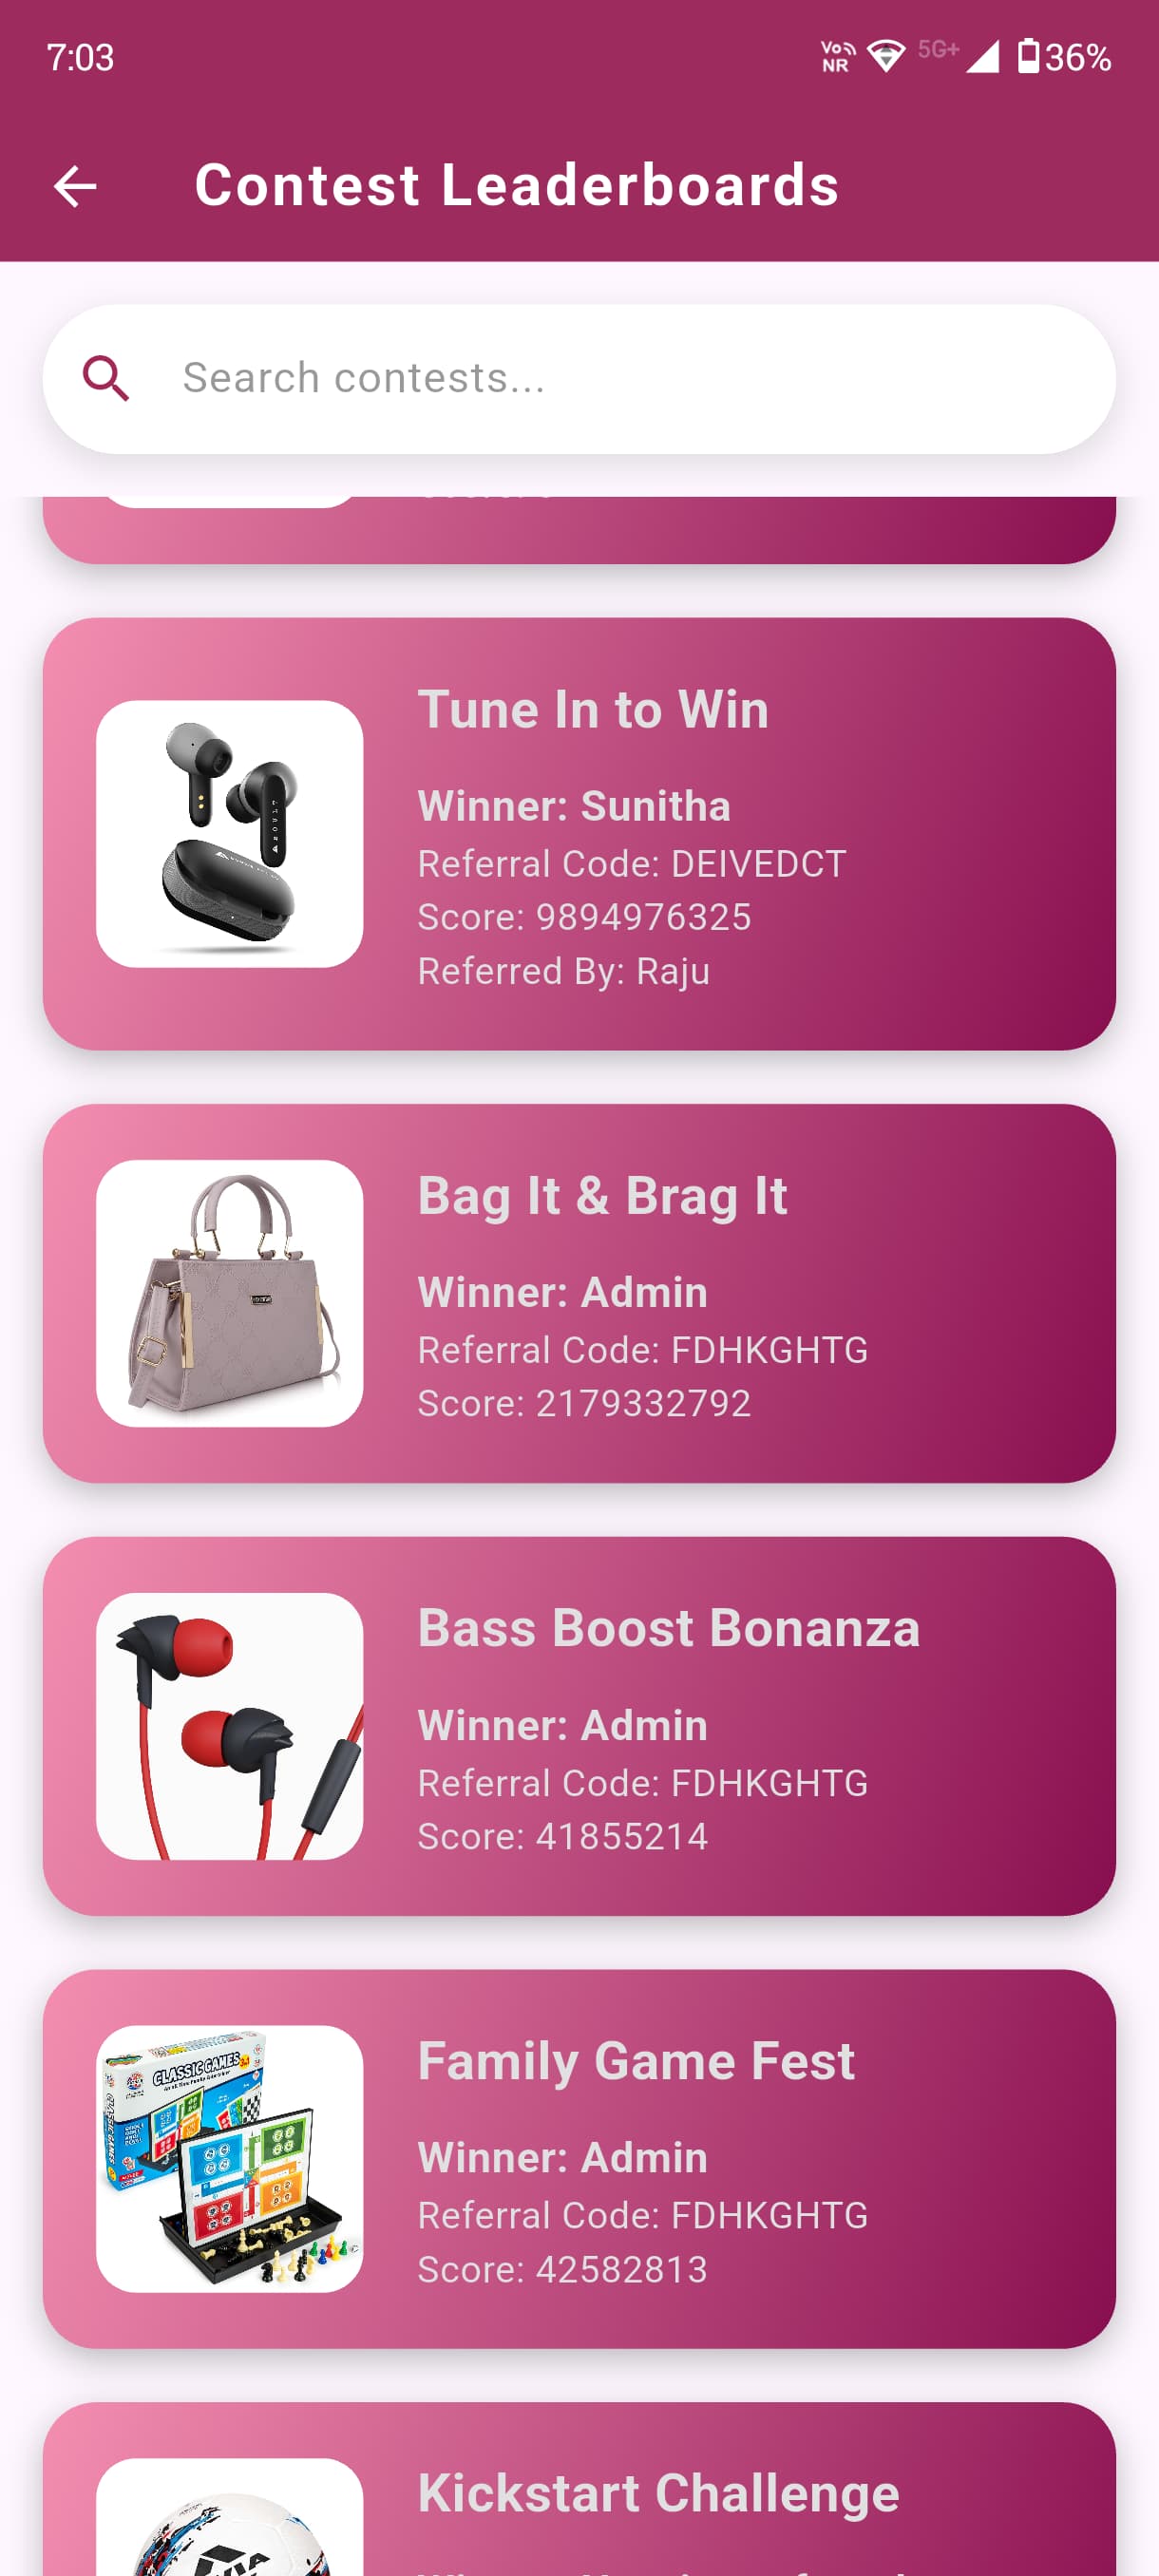 7:03
Vo
NR
5G+
36%
Contest Leaderboards
Search contests...
Tune In to Win
Winner: Sunitha
Referral Code: DEIVEDCT
Score: 9894976325
Referred By: Raju
Bag It & Brag It
Winner: Admin
Referral Code: FDHKGHTG
Score: 2179332792
Bass Boost Bonanza
Winner: Admin
Referral Code: FDHKGHTG
Score: 41855214
CLASSIC GAMES
Family Game Fest
Winner: Admin
Referral Code: FDHKGHTG
Score: 42582813
Kickstart Challenge